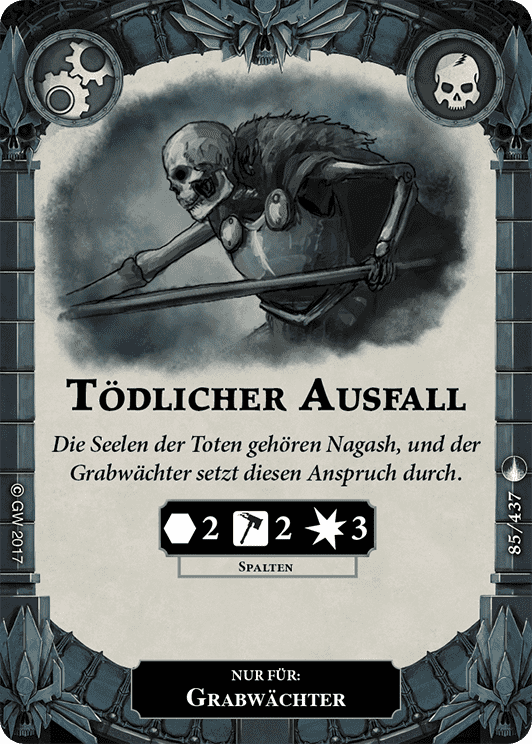 TÖDLICHER AUSFALL
Die Seelen der Toten gehören Nagash, und der
Grabwächter setzt diesen Anspruch durch.
2 2 3
SPALTEN
© GW 2017
85/437
NUR FÜR:
GRABWÄCHTER